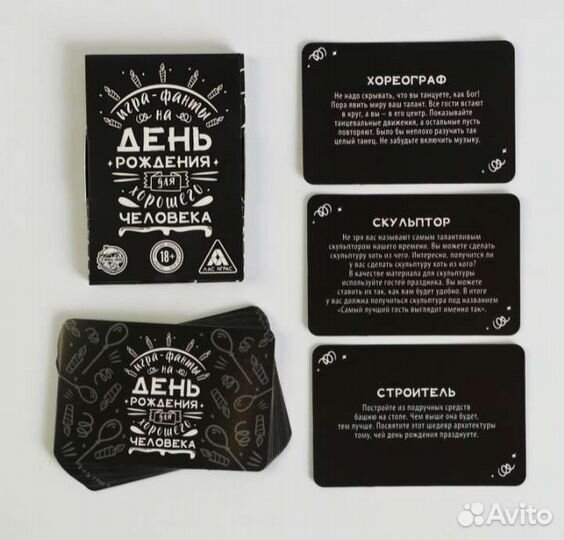 игра-фанты
на
ДЕНЬ
РОЖДЕНИЯ
для
хорошего
ЧЕЛОВЕКА
18+
ЛАС ИГРАС
игра-фанты
на
ДЕНЬ
РОЖДЕНИЯ
для
хорошего
ЧЕЛОВЕКА
ХОРЕОГРАФ
Не надо скрывать, что вы танцуете, как Бог!
Пора явить миру ваш талант. Все гости встают
в круг, а вы – в его центр. Показывайте
танцевальные движения, а остальные пусть
повторяют. Было бы неплохо разучить так
целый танец. Не забудьте включить музыку.
СКУЛЬПТОР
Не зря вас называют самым талантливым
скульптором нашего времени. Вы можете сделать
скульптуру хоть из чего. Интересно, получится ли
у вас сделать скульптуру хоть из кого?
В качестве материала для скульптуры
используйте гостей праздника. Вы можете
ставить их так, как вам будет удобно. В итоге
у вас должна получиться скульптура под названием
«Самый лучший гость выглядит именно так».
СТРОИТЕЛЬ
Постройте из подручных средств
башню на столе. Чем выше она будет,
тем лучше. Посвятите этот шедевр архитектуры
тому, чей день рождения празднуете.
Avito